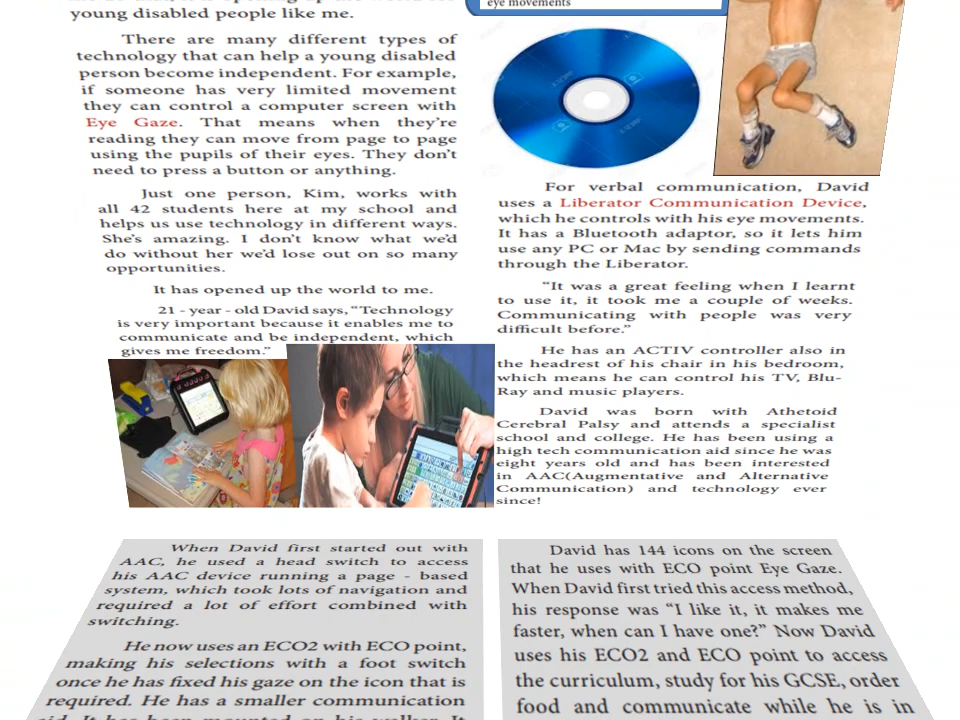 young disabled people like me.
There are many different types of
technology that can help a young disabled
person become independent. For example,
if someone has very limited movement
they can control a computer screen with
Eye Gaze. That means when they're
reading they can move from page to page
using the pupils of their eyes. They don't
need to press a button or anything.
Just one person, Kim, works with
all 42 students here at my school and
helps us use technology in different ways.
She's amazing. I don't know what we'd
do without her we'd lose out on so many
opportunities.
It has opened up the world to me.
21 - year - old David says, "Technology
is very important because it enables me to
communicate and be independent, which
gives me freedom."
eye movements
For verbal communication, David
uses a Liberator Communication Device,
which he controls with his eye movements.
It has a Bluetooth adaptor, so it lets him
use any PC or Mac by sending commands
through the Liberator.
"It was a great feeling when I learnt
to use it, it took me a couple of weeks.
Communicating with people was very
difficult before."
He has an ACTIV controller also in
the headrest of his chair in his bedroom,
which means he can control his TV, Blu-
Ray and music players.
David was born with Athetoid
Cerebral Palsy and attends a specialist
school and college. He has been using a
high tech communication aid since he was
eight years old and has been interested
in AAC(Augmentative and Alternative
Communication) and technology ever
since!
When David first started out with
AAC, he used a head switch to access
his AAC device running a page - based
system, which took lots of navigation and
required a lot of effort combined with
switching.
He now uses an ECO2 with ECO point,
making his selections with a foot switch
once he has fixed his gaze on the icon that is
required. He has a smaller communication
aid. It has been mounted on his walker. It
David has 144 icons on the screen
that he uses with ECO point Eye Gaze.
When David first tried this access method,
his response was "I like it, it makes me
faster, when can I have one?" Now David
uses his ECO2 and ECO point to access
the curriculum, study for his GCSE, order
food and communicate while he is in